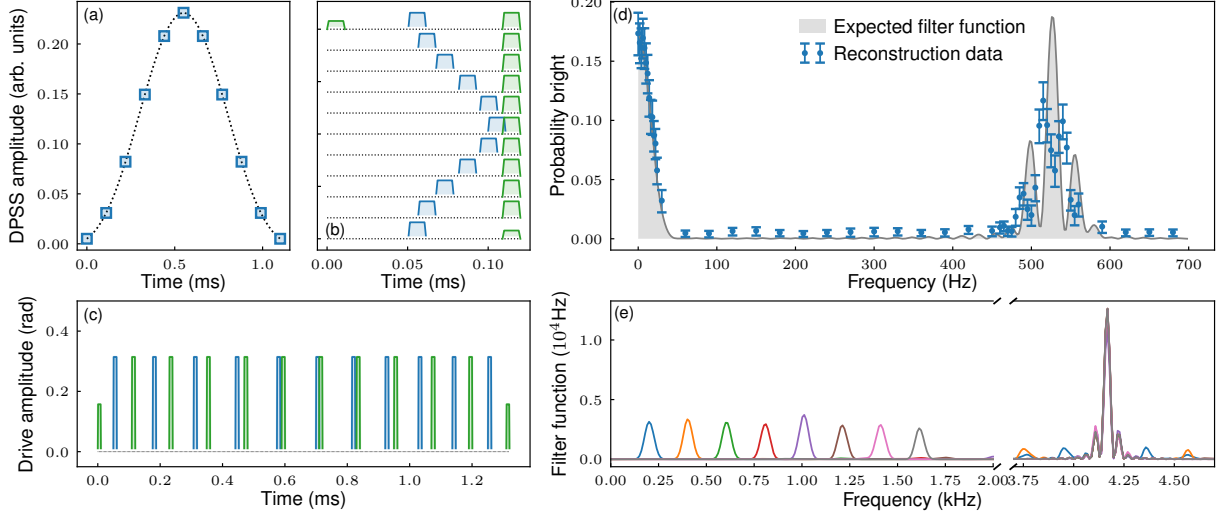 (a)
DPSS amplitude (arb. units)
0.20
0.15
0.10
0.05
0.00
0.0 0.5 1.0
Time (ms)
(b)
0.00 0.05 0.10
Time (ms)
(d)
Probability bright
0.20
0.15
0.10
0.05
0.00
Expected filter function
Reconstruction data
0 100 200 300 400 500 600 700
Frequency (Hz)
(c)
Drive amplitude (rad)
0.4
0.2
0.0
0.0 0.2 0.4 0.6 0.8 1.0 1.2
Time (ms)
(e)
Filter function (10⁴Hz)
1.0
0.5
0.0
0.00 0.25 0.50 0.75 1.00 1.25 1.50 1.75 2.00 3.75 4.00 4.25 4.50
Frequency (kHz)